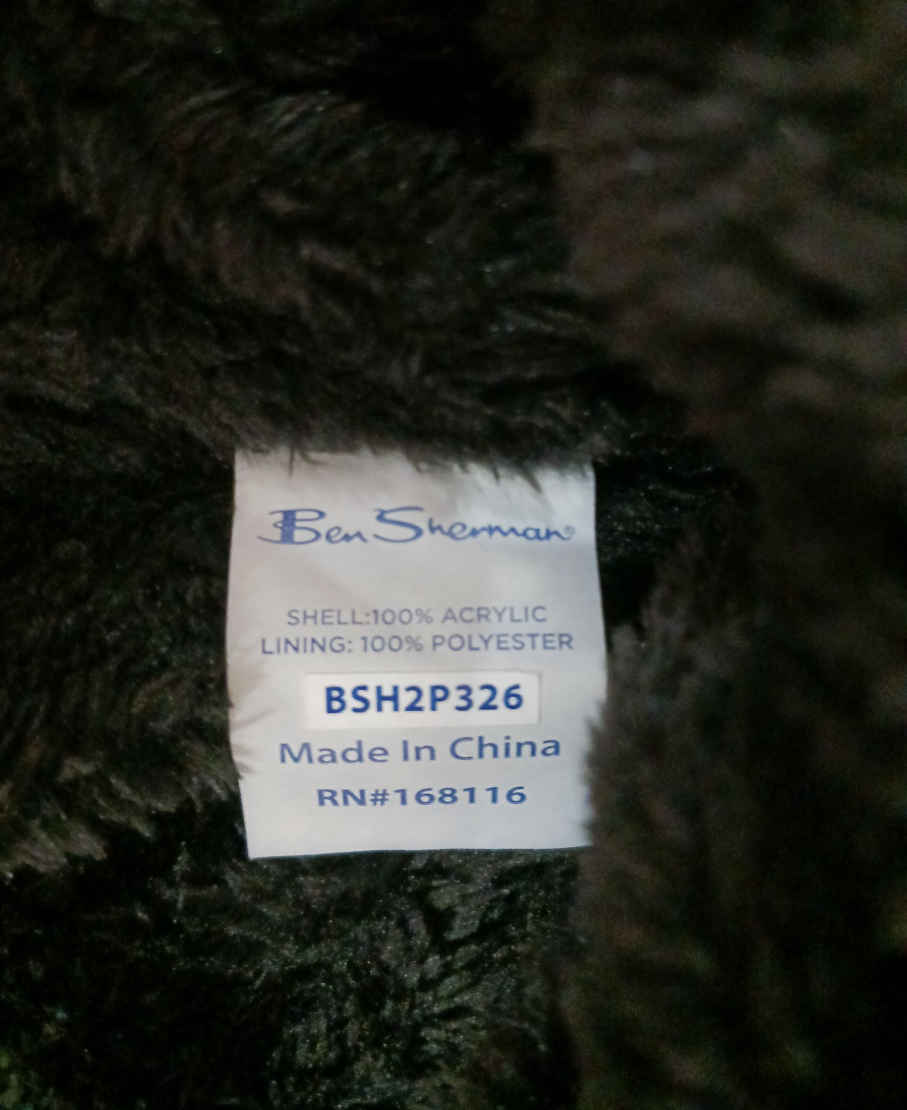 Ben Sherman®
SHELL:100% ACRYLIC
LINING: 100% POLYESTER
BSH2P326
Made In China
RN#168116